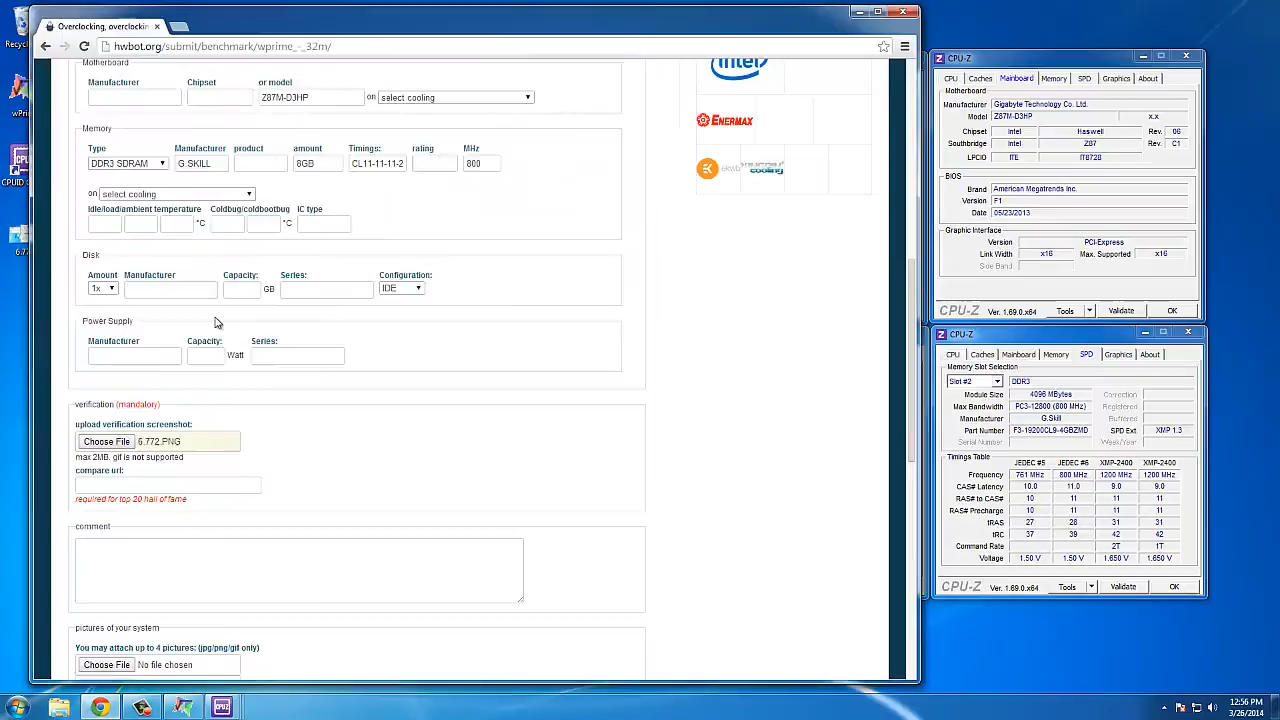 Overclocking, overclockin
hwbot.org/submit/benchmark/wprime_-_32m/
Motherboard
Manufacturer Chipset or model
Z87M-D3HP on select cooling
Memory
Type Manufacturer product amount Timings: rating MHz
DDR3 SDRAM G.SKILL 8GB CL11-11-11-2 800
on select cooling
Idle/load/ambient temperature Coldbug/coldbootbug IC type
°C °C
Disk
Amount Manufacturer Capacity: Series: Configuration:
1x GB IDE
Power Supply
Manufacturer Capacity: Series:
Watt
verification (mandatory)
upload verification screenshot:
Choose File 6.772.PNG
max 2MB. gif is not supported
compare url:
required for top 20 hall of fame
comment
pictures of your system
You may attach up to 4 pictures: (jpg/png/gif only)
Choose File No file chosen
intel
ENERMAX
ekwb
cooling
Recycl
wPrim
CPUID
6.77
CPU-Z
CPU Caches Mainboard Memory SPD Graphics About
Motherboard
Manufacturer Gigabyte Technology Co. Ltd.
Model Z87M-D3HP x.x
Chipset Intel Haswell Rev. 06
Southbridge Intel Z87 Rev. C1
LPCIO ITE IT8728
BIOS
Brand American Megatrends Inc.
Version F1
Date 05/23/2013
Graphic Interface
Version PCI-Express
Link Width x16 Max. Supported x16
Side Band
CPU-Z Ver. 1.69.0.x64 Tools Validate OK
CPU-Z
CPU Caches Mainboard Memory SPD Graphics About
Memory Slot Selection
Slot #2 DDR3
Module Size 4096 MBytes Correction
Max Bandwidth PC3-12800 (800 MHz) Registered
Manufacturer G.Skill Buffered
Part Number F3-19200CL9-4GBZMD SPD Ext. XMP 1.3
Serial Number Week/Year
Timings Table
JEDEC #5 JEDEC #6 XMP-2400 XMP-2400
Frequency 761 MHz 800 MHz 1200 MHz 1200 MHz
CAS# Latency 10.0 11.0 9.0 9.0
RAS# to CAS# 10 11 11 11
RAS# Precharge 10 11 11 11
tRAS 27 28 31 31
tRC 37 39 42 42
Command Rate 2T 1T
Voltage 1.50 V 1.50 V 1.650 V 1.650 V
CPU-Z Ver. 1.69.0.x64 Tools Validate OK
12:56 PM
3/26/2014